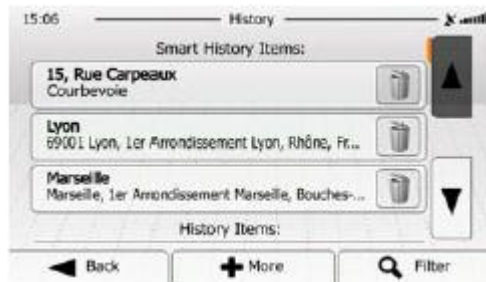 15:06 History
Smart History Items:
15, Rue Carpeaux
Courbevoie
Lyon
69001 Lyon, 1er Arrondissement Lyon, Rhône, Fr...
Marseille
Marseille, 1er Arrondissement Marseille, Bouches-...
History Items:
Back More Filter